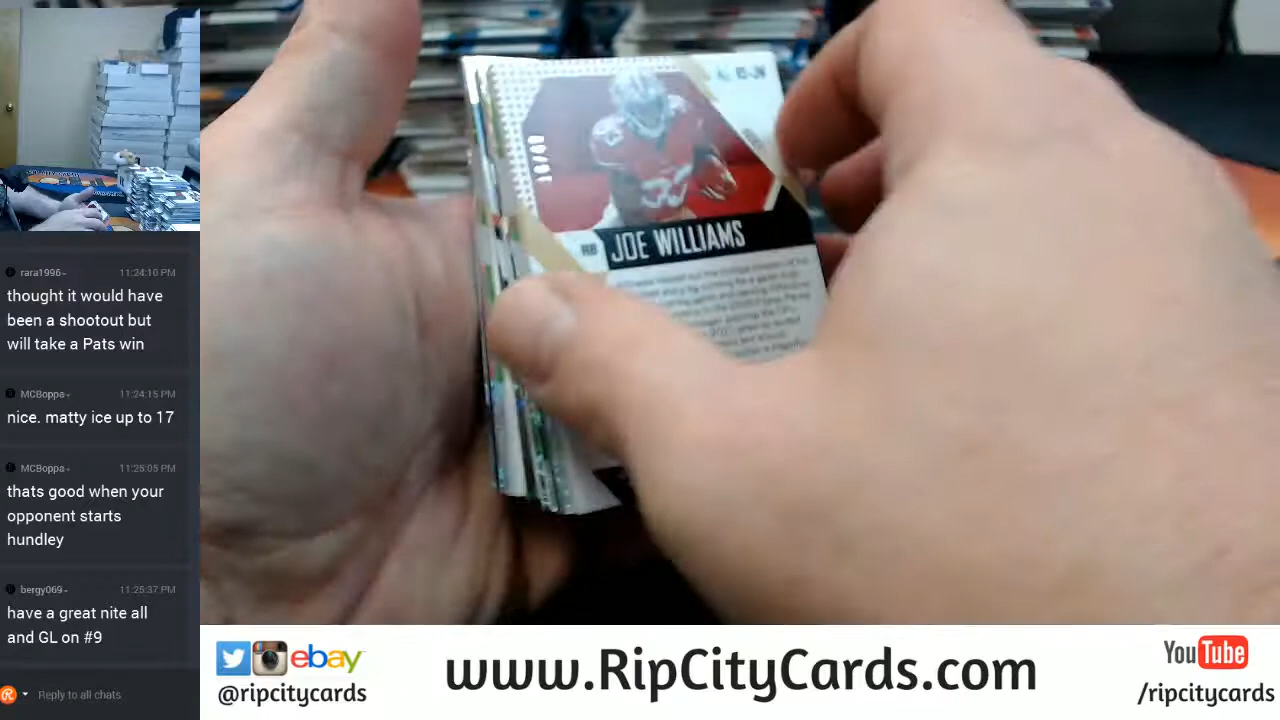 rara1996 11:24:10 PM
thought it would have
been a shootout but
will take a Pats win
MCBoppa 11:24:15 PM
nice. matty ice up to 17
MCBoppa 11:25:05 PM
thats good when your
opponent starts
hundley
bergy069 11:25:37 PM
have a great nite all
and GL on #9
Reply to all chats
33
RB JOE WILLIAMS
ebay
@ripcitycards
www.RipCityCards.com
YouTube
/ripcitycards